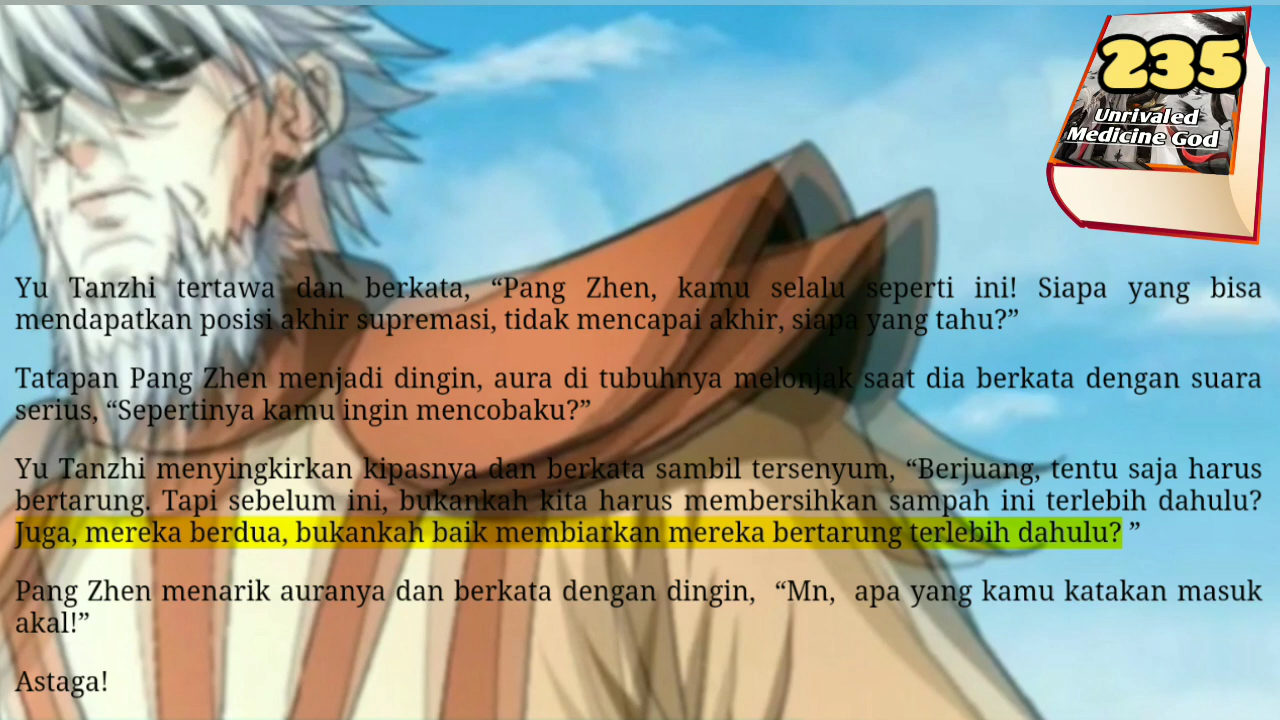 235
Unrivaled
Medicine God
Yu Tanzhi tertawa dan berkata, “Pang Zhen, kamu selalu seperti ini! Siapa yang bisa
mendapatkan posisi akhir supremasi, tidak mencapai akhir, siapa yang tahu?”
Tatapan Pang Zhen menjadi dingin, aura di tubuhnya melonjak saat dia berkata dengan suara
serius, “Sepertinya kamu ingin mencobaku?”
Yu Tanzhi menyingkirkan kipasnya dan berkata sambil tersenyum, “Berjuang, tentu saja harus
bertarung. Tapi sebelum ini, bukankah kita harus membersihkan sampah ini terlebih dahulu?
Juga, mereka berdua, bukankah baik membiarkan mereka bertarung terlebih dahulu? ”
Pang Zhen menarik auranya dan berkata dengan dingin,  “Mn,  apa yang kamu katakan masuk
akal!”
Astaga!